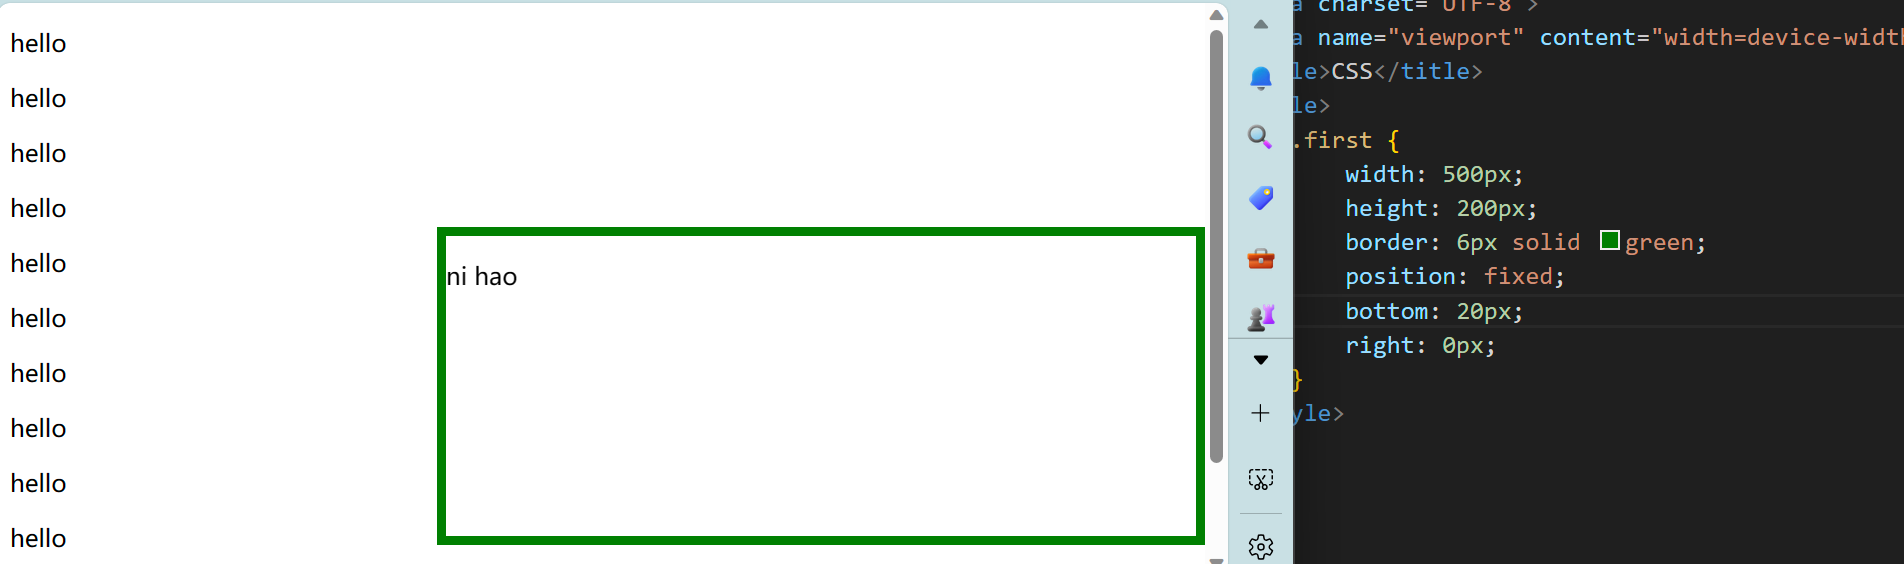 hello
hello
hello
hello
hello
hello
hello
hello
hello
hello
ni hao
a charset="UTF-8">
a name="viewport" content="width=device-width
le>CSS</title>
le>
.first {
width: 500px;
height: 200px;
border: 6px solid green;
position: fixed;
bottom: 20px;
right: 0px;
}
yle>